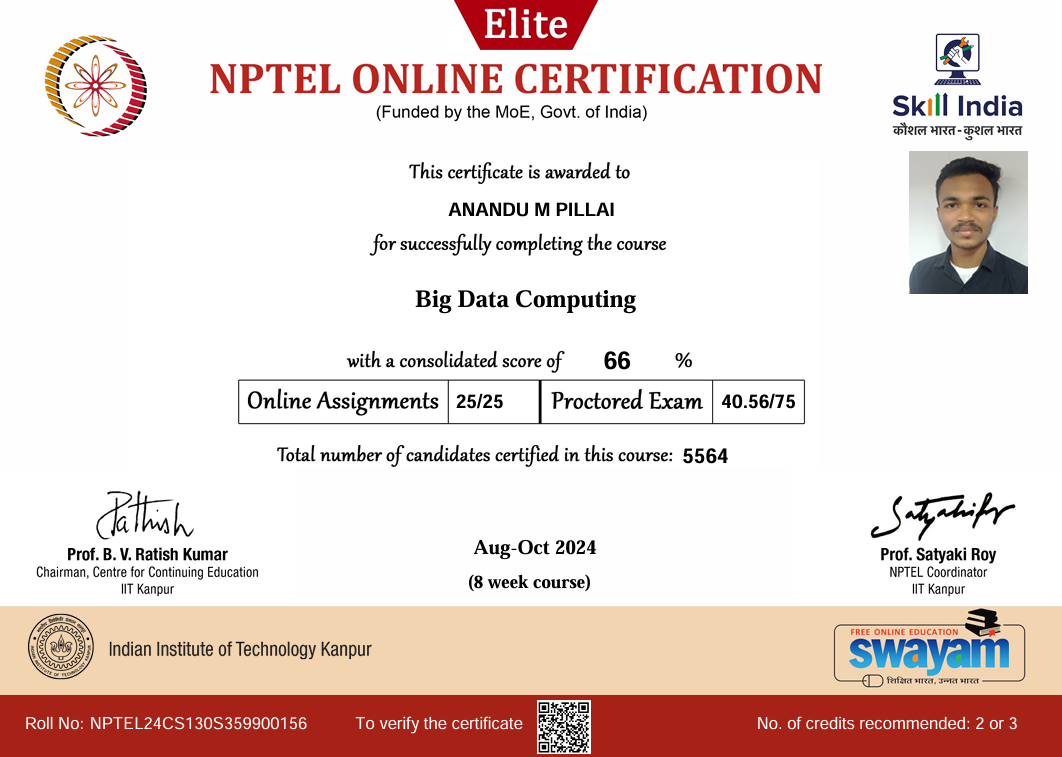 Elite
NPTEL ONLINE CERTIFICATION
(Funded by the MoE, Govt. of India)
Skill India
कौशल भारत - कुशल भारत
This certificate is awarded to
ANANDU M PILLAI
for successfully completing the course
Big Data Computing
with a consolidated score of 66 %
Online Assignments 25/25 Proctored Exam 40.56/75
Total number of candidates certified in this course: 5564
Prof. B. V. Ratish Kumar
Chairman, Centre for Continuing Education
IIT Kanpur
Aug-Oct 2024
(8 week course)
Prof. Satyaki Roy
NPTEL Coordinator
IIT Kanpur
Indian Institute of Technology Kanpur
FREE ONLINE EDUCATION
swayam
शिक्षित भारत, उन्नत भारत
Roll No: NPTEL24CS130S359900156
To verify the certificate
No. of credits recommended: 2 or 3